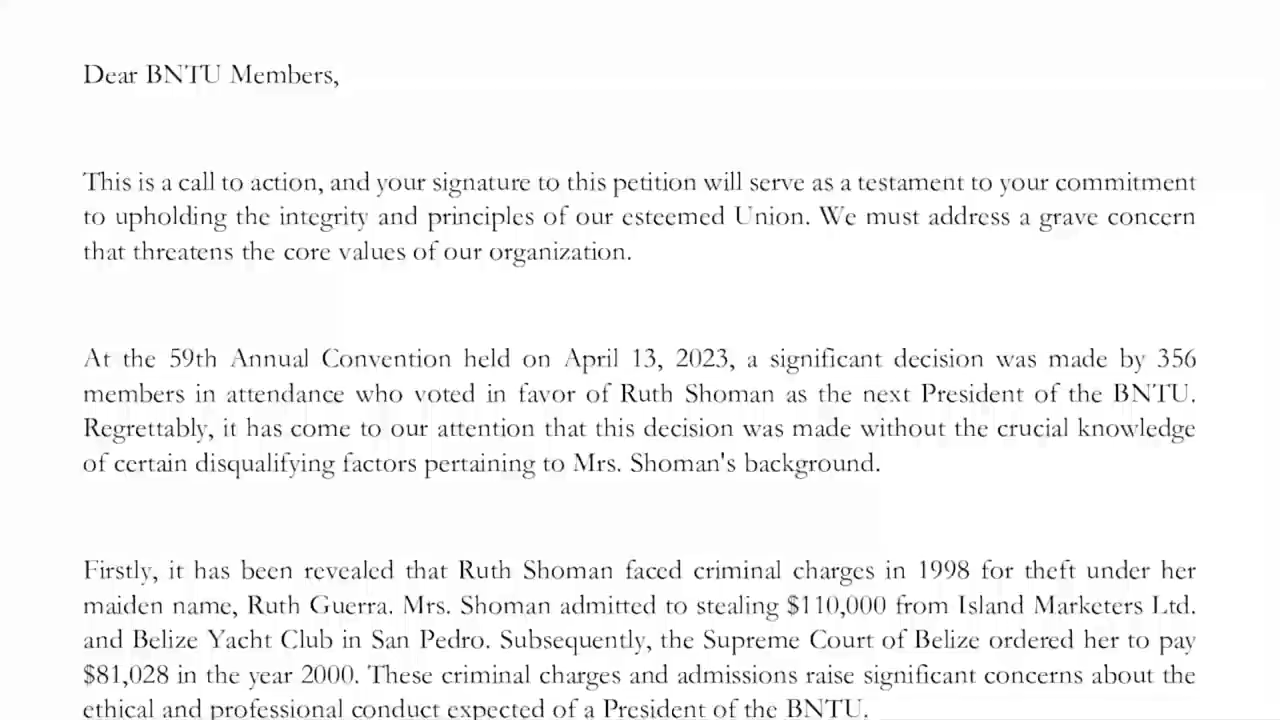 Dear BNTU Members,
This is a call to action, and your signature to this petition will serve as a testament to your commitment
to upholding the integrity and principles of our esteemed Union. We must address a grave concern
that threatens the core values of our organization.
At the 59th Annual Convention held on April 13, 2023, a significant decision was made by 356
members in attendance who voted in favor of Ruth Shoman as the next President of the BNTU.
Regrettably, it has come to our attention that this decision was made without the crucial knowledge
of certain disqualifying factors pertaining to Mrs. Shoman's background.
Firstly, it has been revealed that Ruth Shoman faced criminal charges in 1998 for theft under her
maiden name, Ruth Guerra. Mrs. Shoman admitted to stealing $110,000 from Island Marketers Ltd.
and Belize Yacht Club in San Pedro. Subsequently, the Supreme Court of Belize ordered her to pay
$81,028 in the year 2000. These criminal charges and admissions raise significant concerns about the
ethical and professional conduct expected of a President of the BNTU.